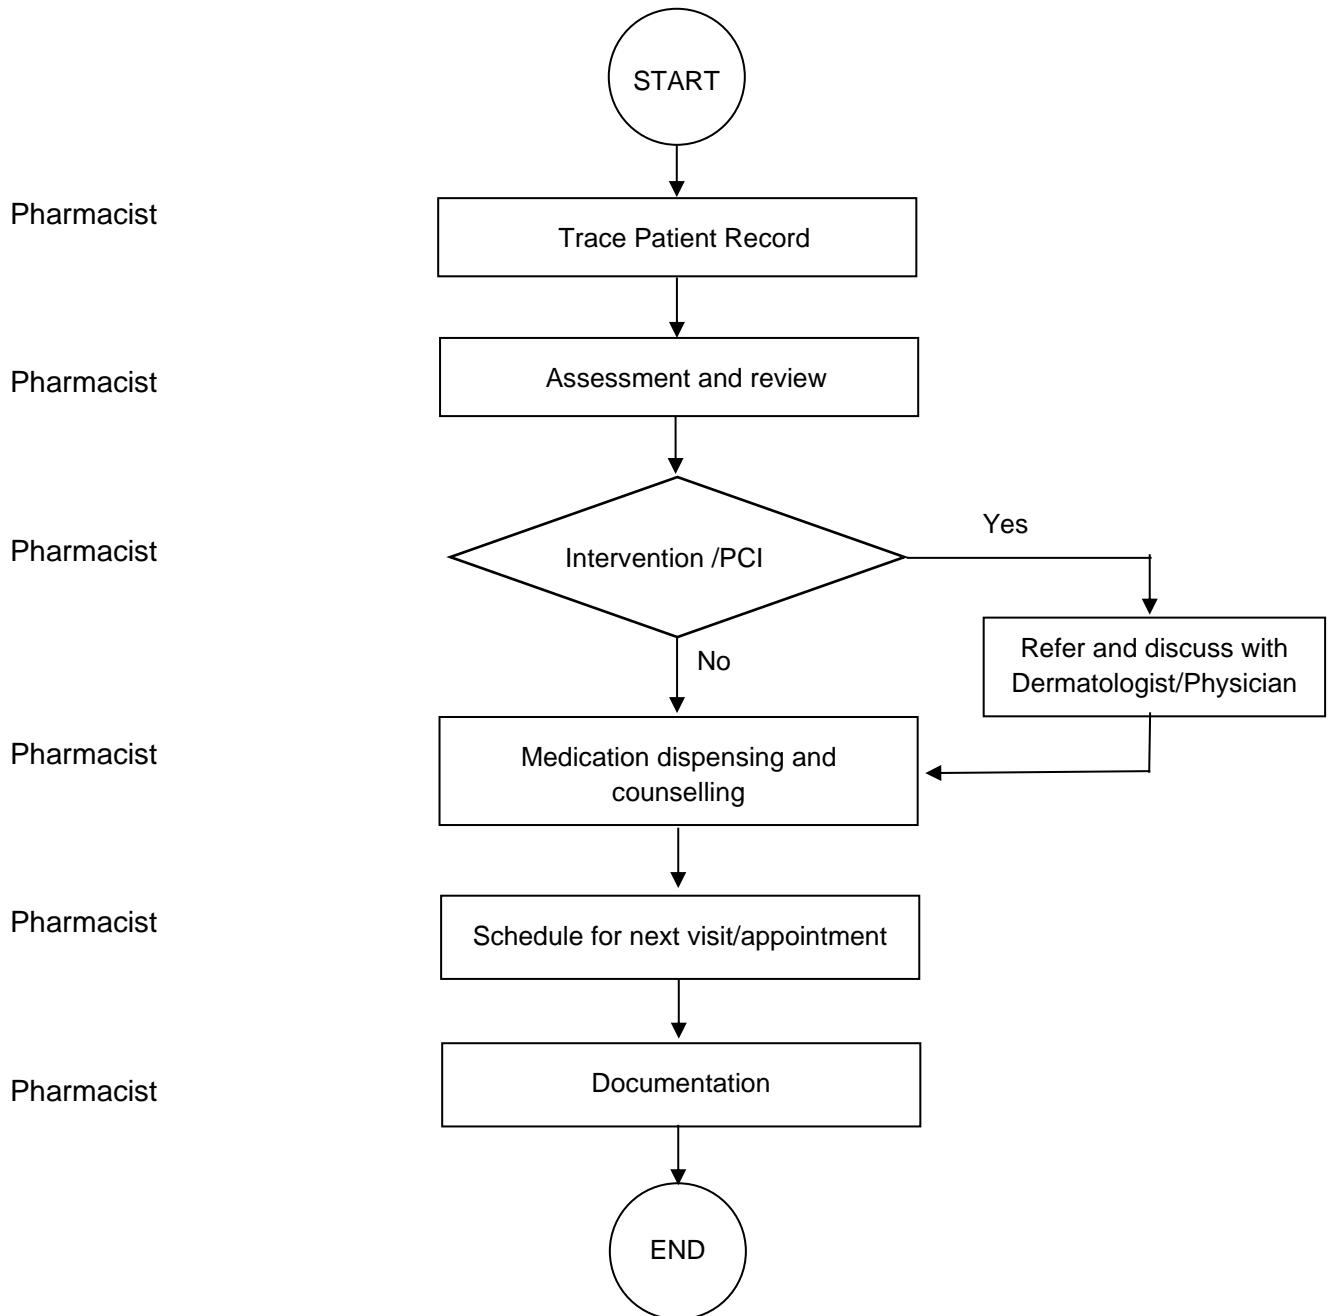 START
Pharmacist
Trace Patient Record
Pharmacist
Assessment and review
Pharmacist
Intervention /PCI
Yes
No
Refer and discuss with
Dermatologist/Physician
Pharmacist
Medication dispensing and
counselling
Pharmacist
Schedule for next visit/appointment
Pharmacist
Documentation
END